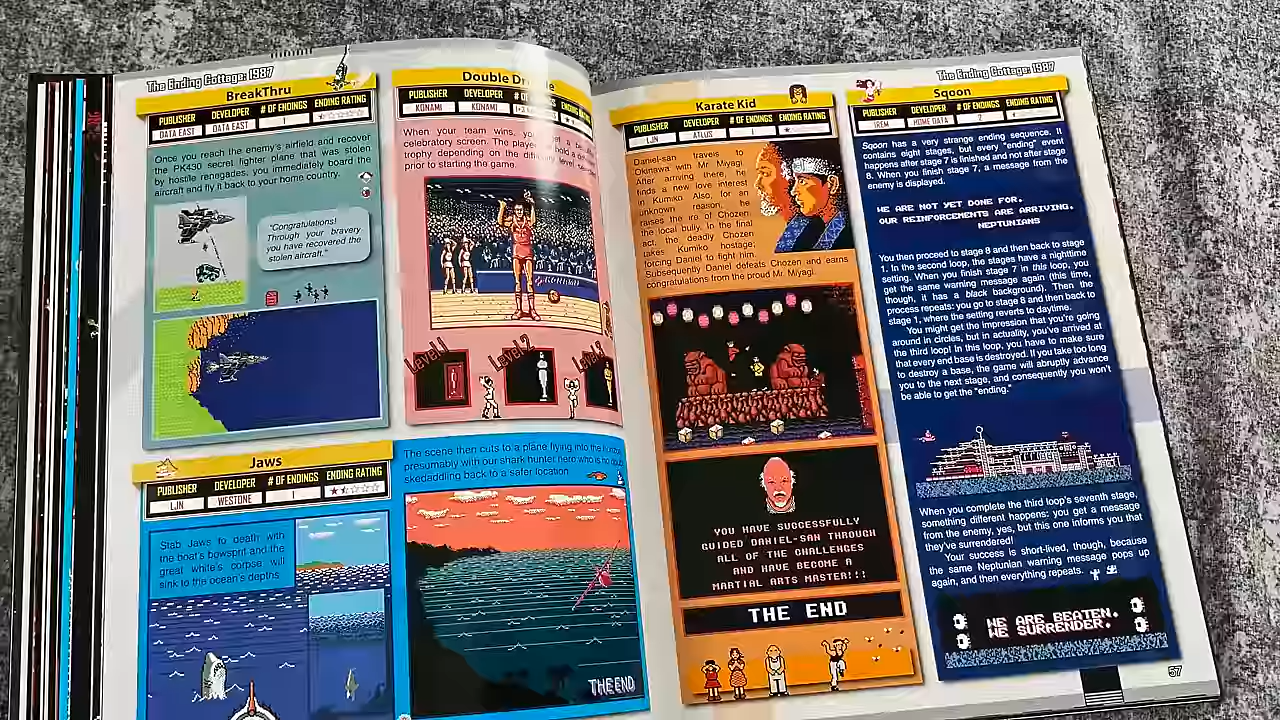 The Ending Cottage: 1987
BreakThru
PUBLISHER DEVELOPER # OF ENDINGS ENDING RATING
DATA EAST DATA EAST 1
Once you reach the enemy's airfield and recover
the PK430 secret fighter plane that was stolen
by hostile renegades, you immediately board the
aircraft and fly it back to your home country.
"Congratulations!
Through your bravery
you have recovered the
stolen aircraft."
Double
PUBLISHER DEVELOPER # OF ENDINGS ENDING
KONAMI KONAMI
When your team wins, you get a
celebratory screen. The player
trophy depending on the difficulty level
prior to starting the game.
KONAMI
Level 1 Level 2 Level 3
Jaws
PUBLISHER DEVELOPER # OF ENDINGS ENDING RATING
LJN WESTONE 1
Stab Jaws to death with
the boat's bowsprit and the
great white's corpse will
sink to the ocean's depths
The scene then cuts to a plane flying into the
presumably with our shark hunter hero who is no
skedaddling back to a safer location.
THE END
The Ending Cottage: 1987
Karate Kid
PUBLISHER DEVELOPER # OF ENDINGS ENDING RATING
LJN ATLUS 1
Daniel-san travels to
Okinawa with Mr. Miyagi.
After arriving there, he
finds a new love interest
in Kumiko. Also, for an
unknown reason, he
raises the ire of Chozen
the local bully. In the final
act, the deadly Chozen
takes Kumiko hostage;
forcing Daniel to fight him.
Subsequently Daniel defeats Chozen and earns
congratulations from the proud Mr. Miyagi.
YOU HAVE SUCCESSFULLY
GUIDED DANIEL-SAN THROUGH
ALL OF THE CHALLENGES
AND HAVE BECOME A
MARTIAL ARTS MASTER!!!
THE END
Sqoon
PUBLISHER DEVELOPER # OF ENDINGS ENDING RATING
IREM HOME DATA 2
Sqoon has a very strange ending sequence. It
contains eight stages, but every "ending" event
happens after stage 7 is finished and not after stage
8. When you finish stage 7, a message from the
enemy is displayed.
WE ARE NOT YET DONE FOR.
OUR REINFORCEMENTS ARE ARRIVING.
NEPTUNIANS
You then proceed to stage 8 and then back to stage
1. In the second loop, the stages have a nighttime
setting. When you finish stage 7 in this loop, you
get the same warning message again (this time,
though, it has a black background). Then the
process repeats: you go to stage 8 and then back to
stage 1, where the setting reverts to daytime.
You might get the impression that you're going
around in circles, but in actuality, you've arrived at
the third loop! In this loop, you have to make sure
that every end base is destroyed. If you take too long
to destroy a base, the game will abruptly advance
you to the next stage, and consequently you won't
be able to get the "ending."
When you complete the third loop's seventh stage,
something different happens: you get a message
from the enemy, yes, but this one informs you that
they've surrendered!
Your success is short-lived, though, because
the same Neptunian warning message pops up
again, and then everything repeats.
WE ARE BEATEN.
WE SURRENDER.
57